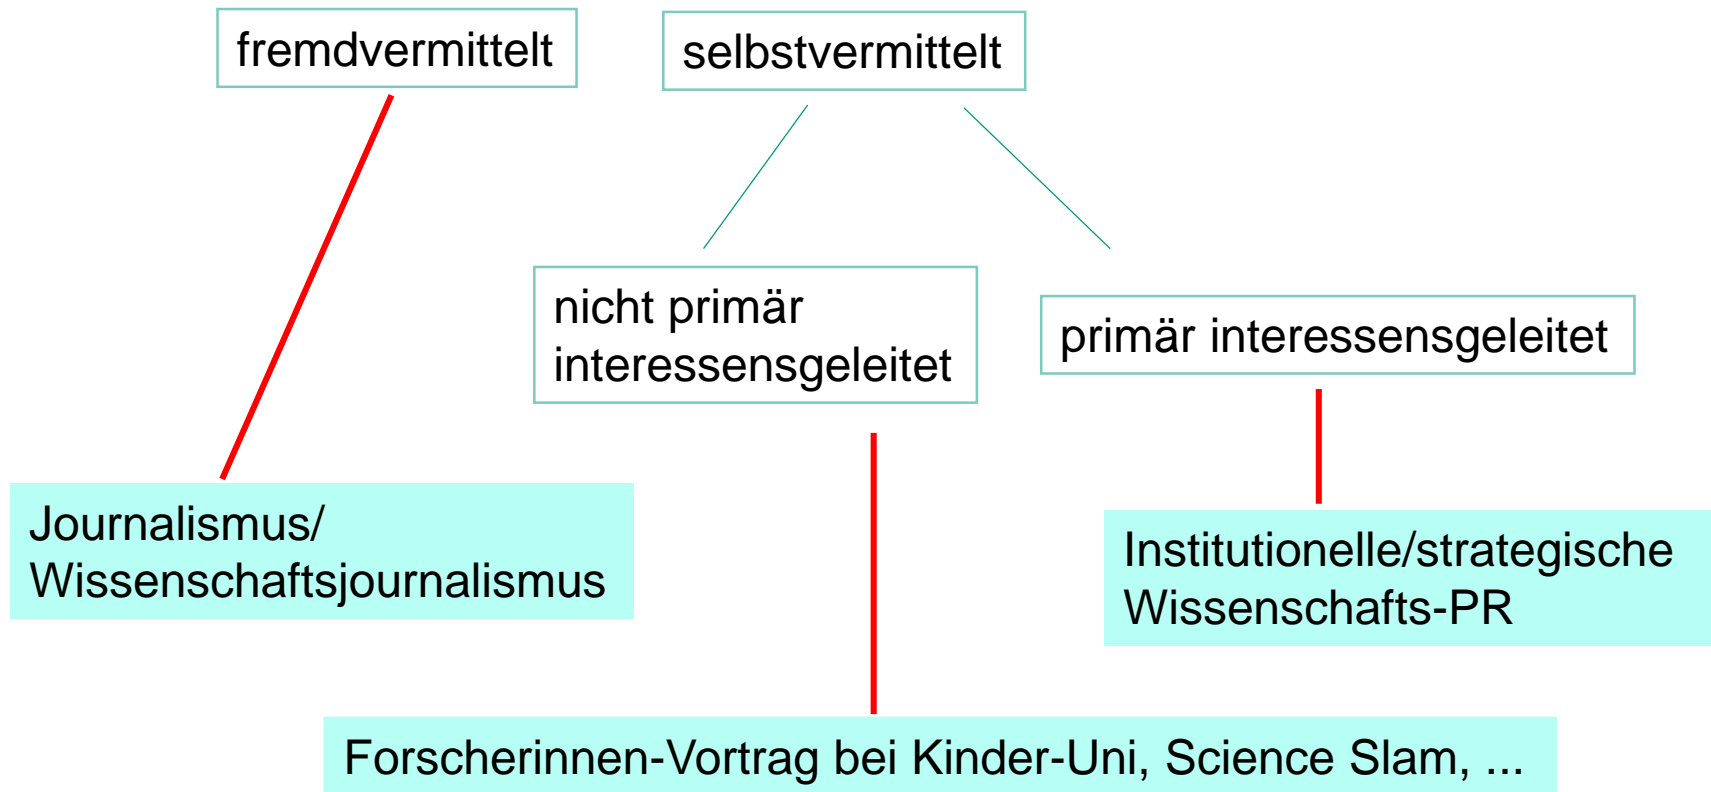 fremdvermittelt
selbstvermittelt
nicht primär
interessensgeleitet
primär interessensgeleitet
Journalismus/
Wissenschaftsjournalismus
Institutionelle/strategische
Wissenschafts-PR
Forscherinnen-Vortrag bei Kinder-Uni, Science Slam, ...